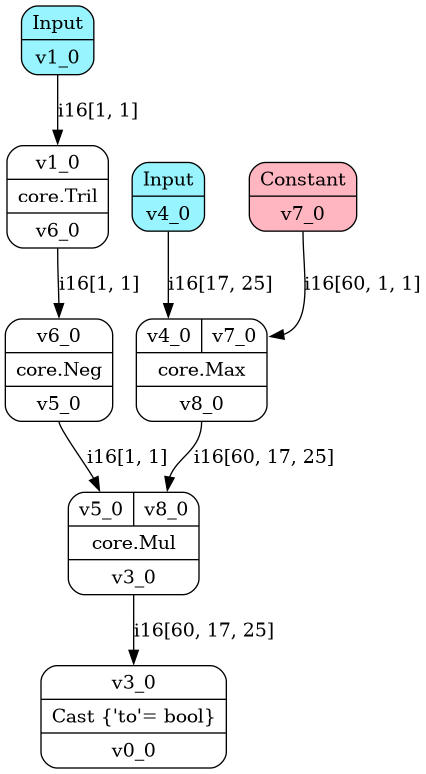 Input
v1_0
i16[1, 1]
v1_0
core.Tril
v6_0
Input
v4_0
Constant
v7_0
i16[1, 1]
i16[17, 25]
i16[60, 1, 1]
v6_0
core.Neg
v5_0
v4_0 v7_0
core.Max
v8_0
i16[1, 1]
i16[60, 17, 25]
v5_0 v8_0
core.Mul
v3_0
i16[60, 17, 25]
v3_0
Cast {'to'= bool}
v0_0